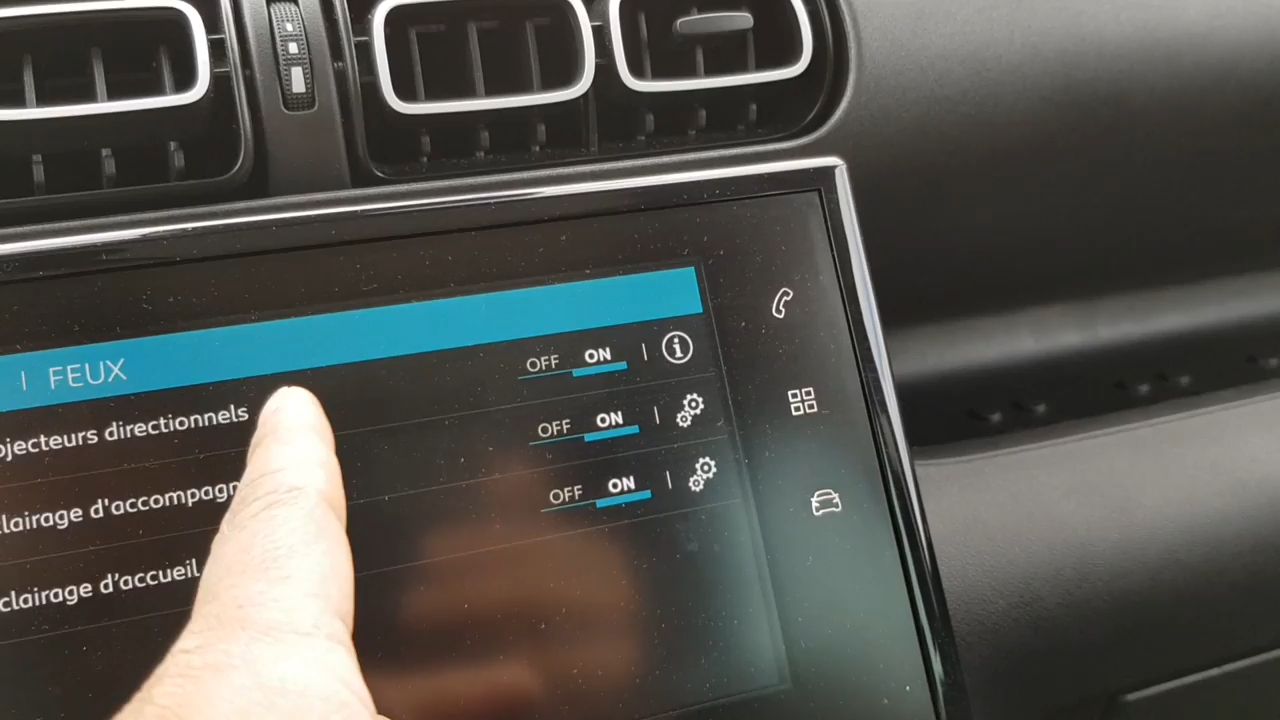 | FEUX
ojecteurs directionnels OFF ON
clairage d'accompagn OFF ON
clairage d'accueil OFF ON